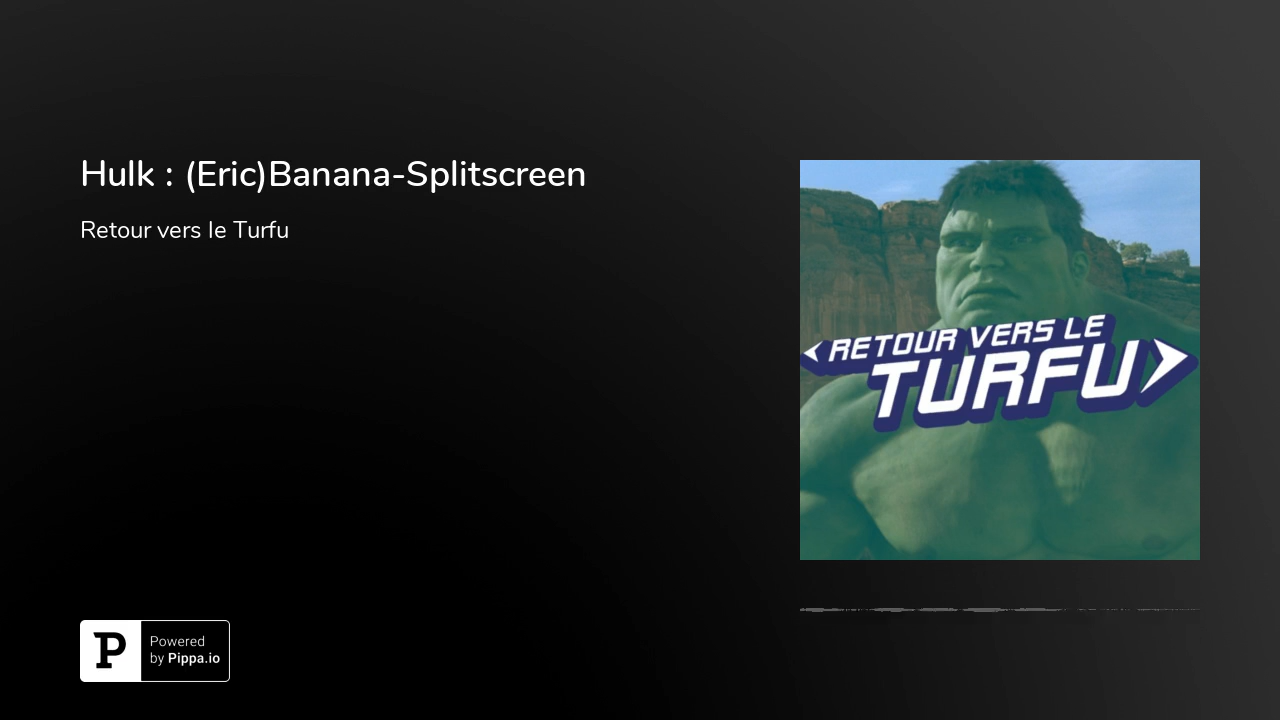 Hulk : (Eric)Banana-Splitscreen
Retour vers le Turfu
RETOUR VERS LE
TURFU
P
Powered
by Pippa.io